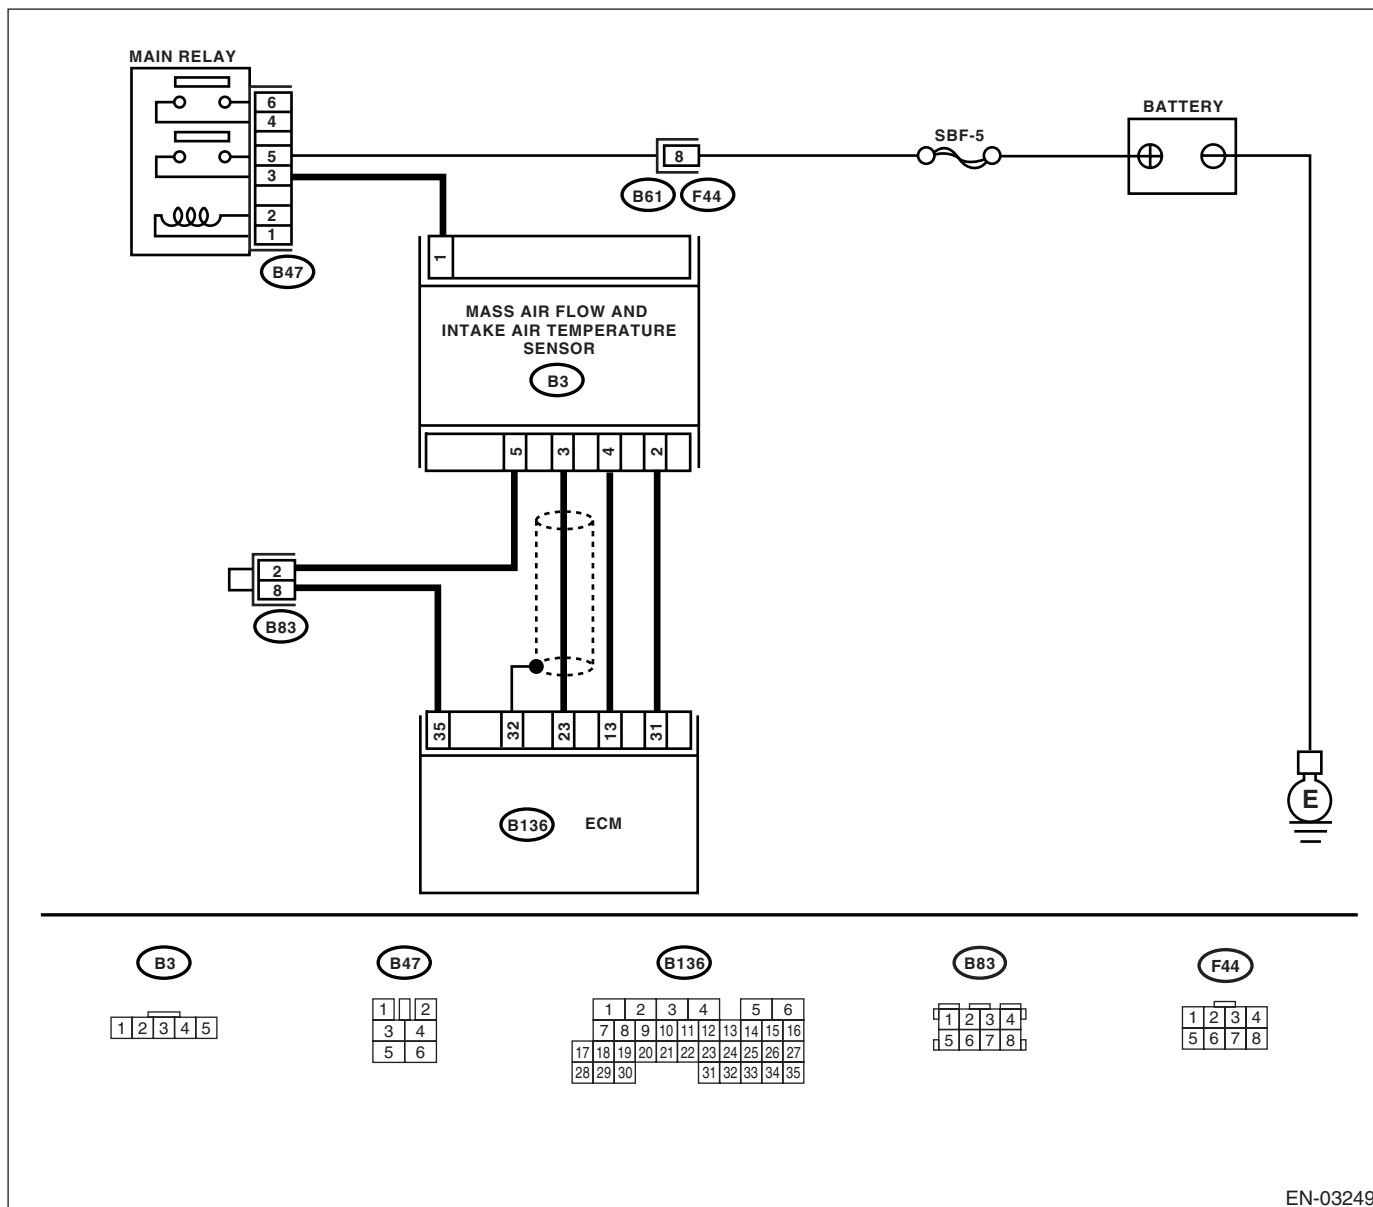 MAIN RELAY
6
4
5
3
2
1
B47
8
B61 F44
SBF-5
BATTERY
1
MASS AIR FLOW AND
INTAKE AIR TEMPERATURE
SENSOR
B3
5 3 4 2
2
8
B83
35 32 23 13 31
B136 ECM
E
B3
1 2 3 4 5
B47
1 2
3 4
5 6
B136
1 2 3 4 5 6
7 8 9 10 11 12 13 14 15 16
17 18 19 20 21 22 23 24 25 26 27
28 29 30 31 32 33 34 35
B83
1 2 3 4
5 6 7 8
F44
1 2 3 4
5 6 7 8
EN-03249